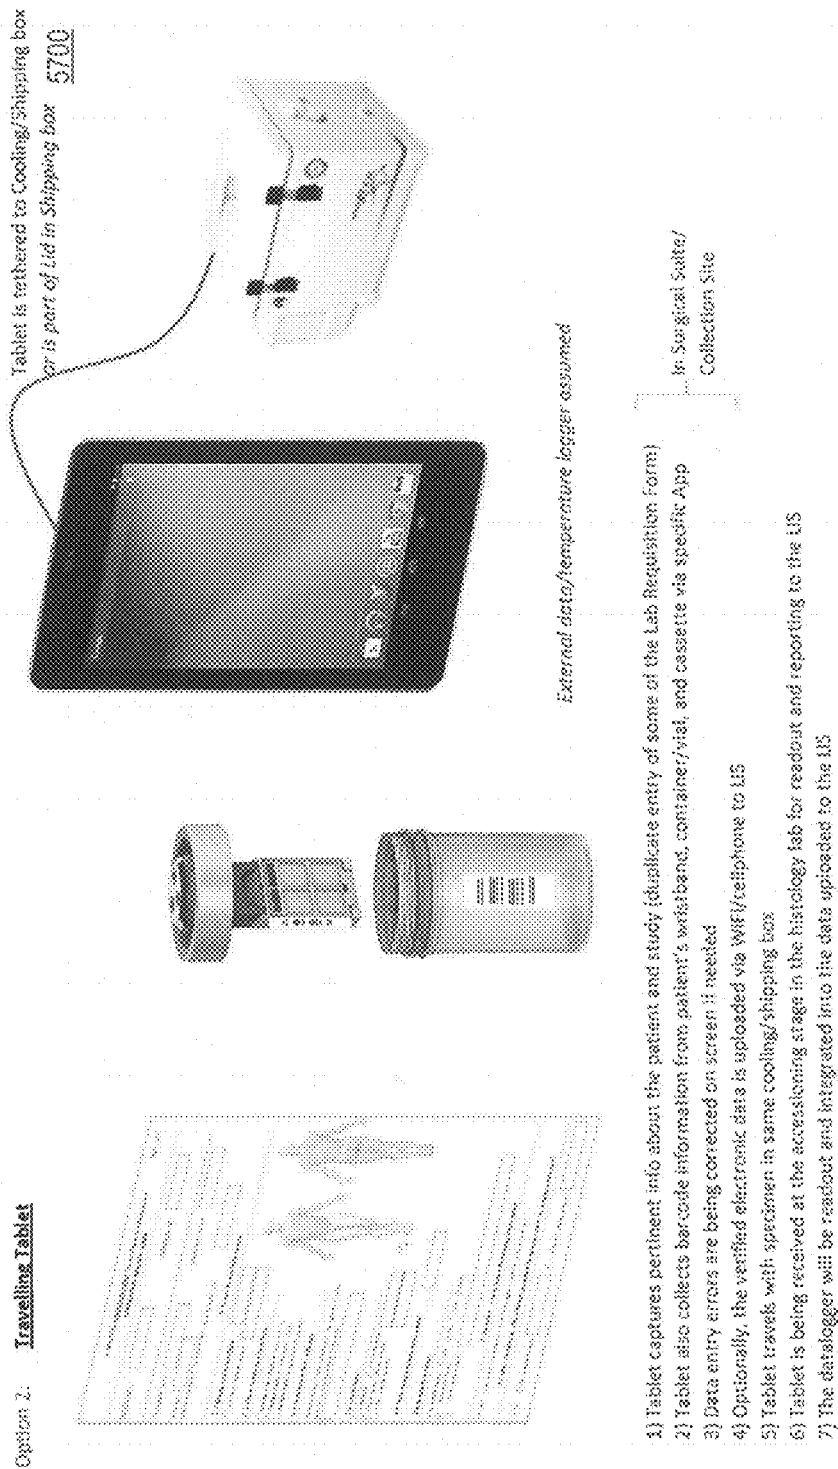 Option 2. Travelling Tablet
Tablet is tethered to Cooling/Shipping box
or is part of Lid in Shipping box
5700
External data/temperature logger assumed
1) Tablet captures pertinent info about the patient and study (duplicate entry of some of the Lab Requisition Form)
2) Tablet also collects barcode information from patient's wristband, container/vial, and cassette via specific App
3) Data entry errors are being corrected on screen if needed
4) Optionally, the verified electronic data is uploaded via WiFi/cellphone to LIS
5) Tablet travels with specimen in same cooling/shipping box
6) Tablet is being received at the accessioning stage in the histology lab for readout and reporting to the LIS
7) The datalogger will be readout and integrated into the data uploaded to the LIS
In Surgical Suite/
Collection Site